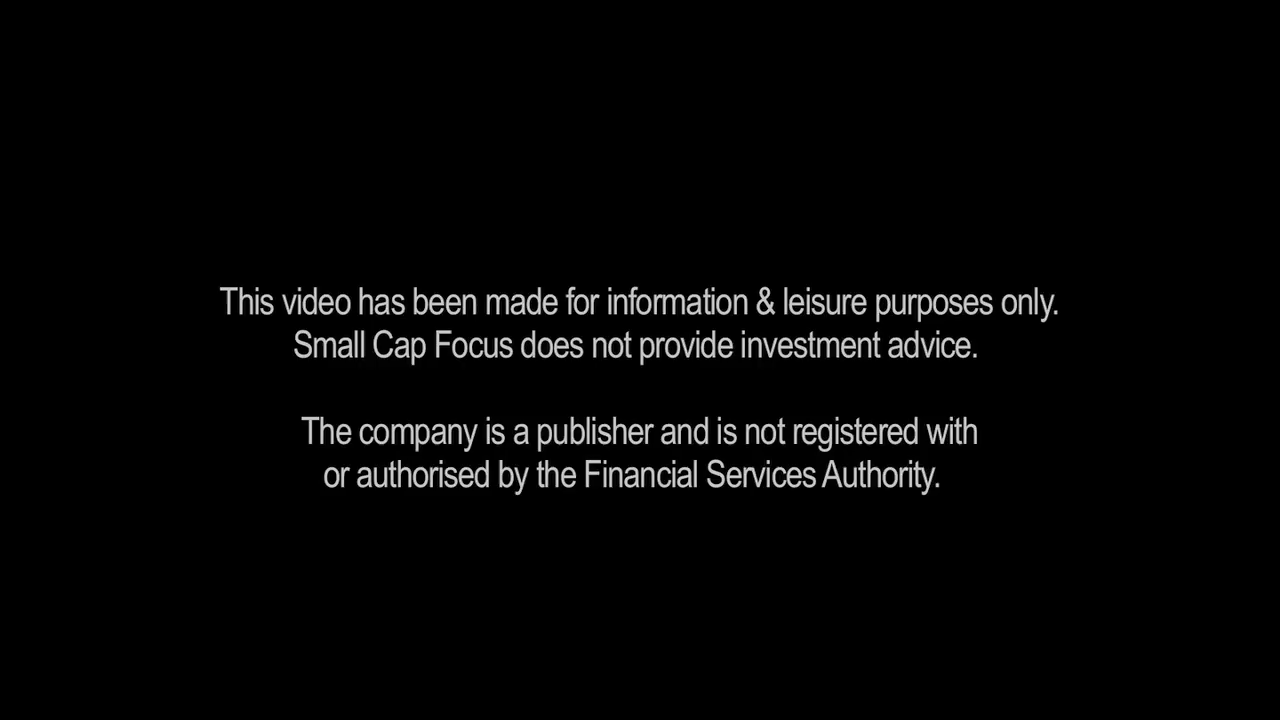 This video has been made for information & leisure purposes only.
Small Cap Focus does not provide investment advice.
The company is a publisher and is not registered with
or authorised by the Financial Services Authority.